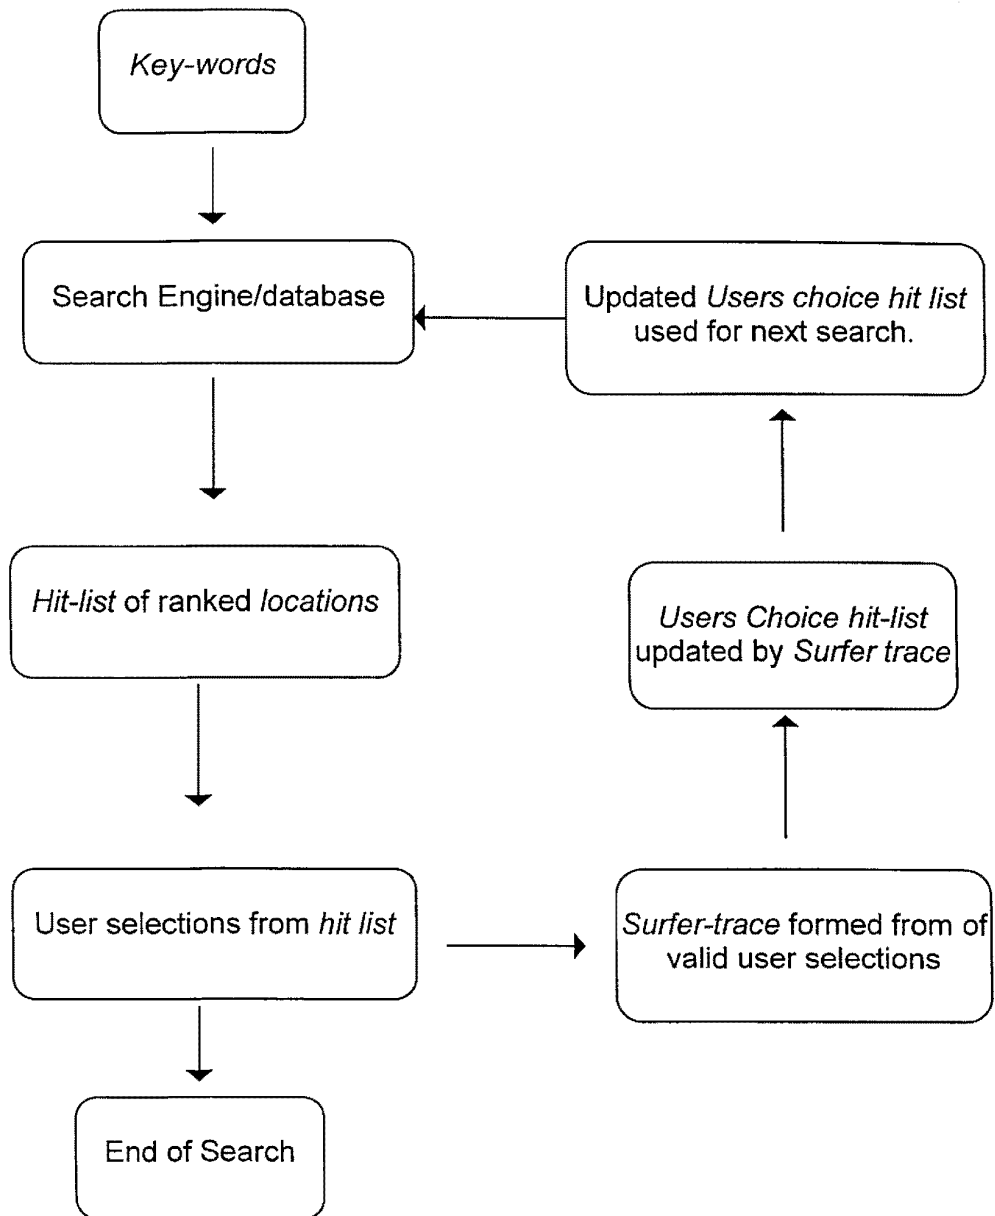 Key-words
Search Engine/database
Updated Users choice hit list
used for next search.
Hit-list of ranked locations
Users Choice hit-list
updated by Surfer trace
User selections from hit list
Surfer-trace formed from of
valid user selections
End of Search